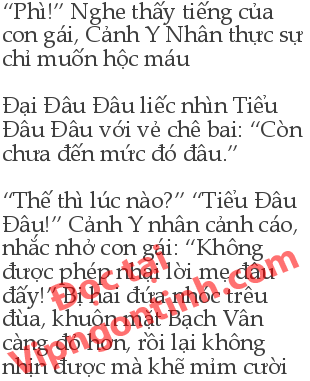 “Phì!” Nghe thấy tiếng của
con gái, Cảnh Y Nhân thực sự
chỉ muốn hộc máu
Đại Đâu Đâu liếc nhìn Tiểu
Đâu Đâu với vẻ chê bai: “Còn
chưa đến mức đó đâu.”
“Thế thì lúc nào?” “Tiểu Đâu
Đâu!” Cảnh Y nhân cảnh cáo,
nhắc nhở con gái: “Không
được phép nhại lời mẹ đâu
đấy!” Bị hai đứa nhóc trêu
đùa, khuôn mặt Bạch Vân
càng đỏ hơn, rồi lại không
nhịn được mà khẽ mỉm cười
Đọc tại
Vipngontinh.com